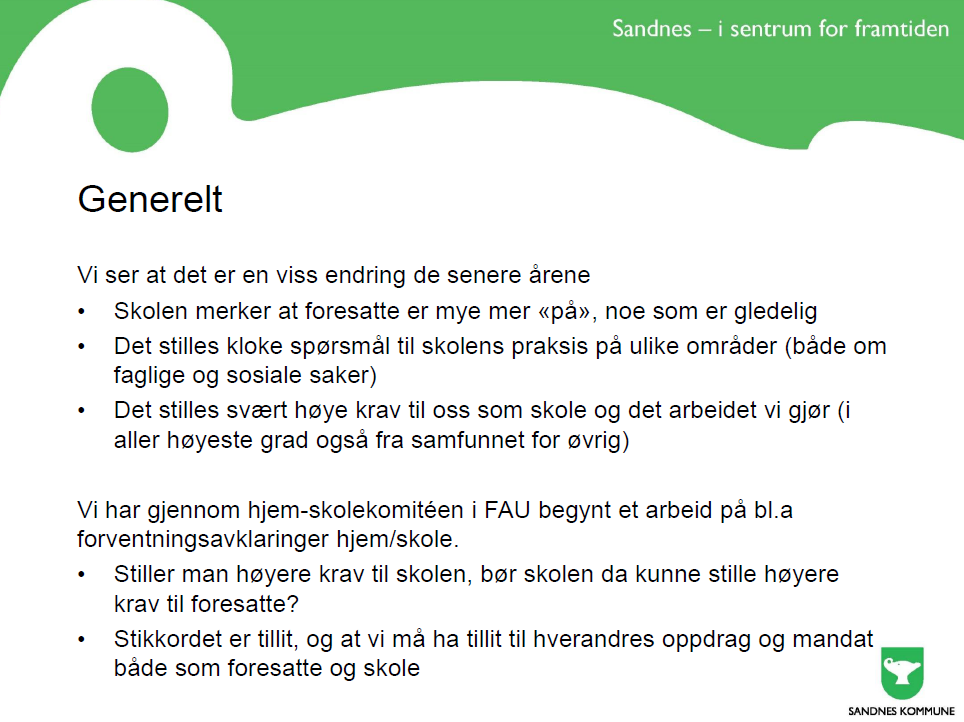 Sandnes – i sentrum for framtiden
Generelt
Vi ser at det er en viss endring de senere årene
• Skolen merker at foresatte er mye mer «på», noe som er gledelig
• Det stilles kloke spørsmål til skolens praksis på ulike områder (både om
faglige og sosiale saker)
• Det stilles svært høye krav til oss som skole og det arbeidet vi gjør (i
aller høyeste grad også fra samfunnet for øvrig)
Vi har gjennom hjem-skolekomitéen i FAU begynt et arbeid på bl.a
forventningsavklaringer hjem/skole.
• Stiller man høyere krav til skolen, bør skolen da kunne stille høyere
krav til foresatte?
• Stikkordet er tillit, og at vi må ha tillit til hverandres oppdrag og mandat
både som foresatte og skole
SANDNES KOMMUNE